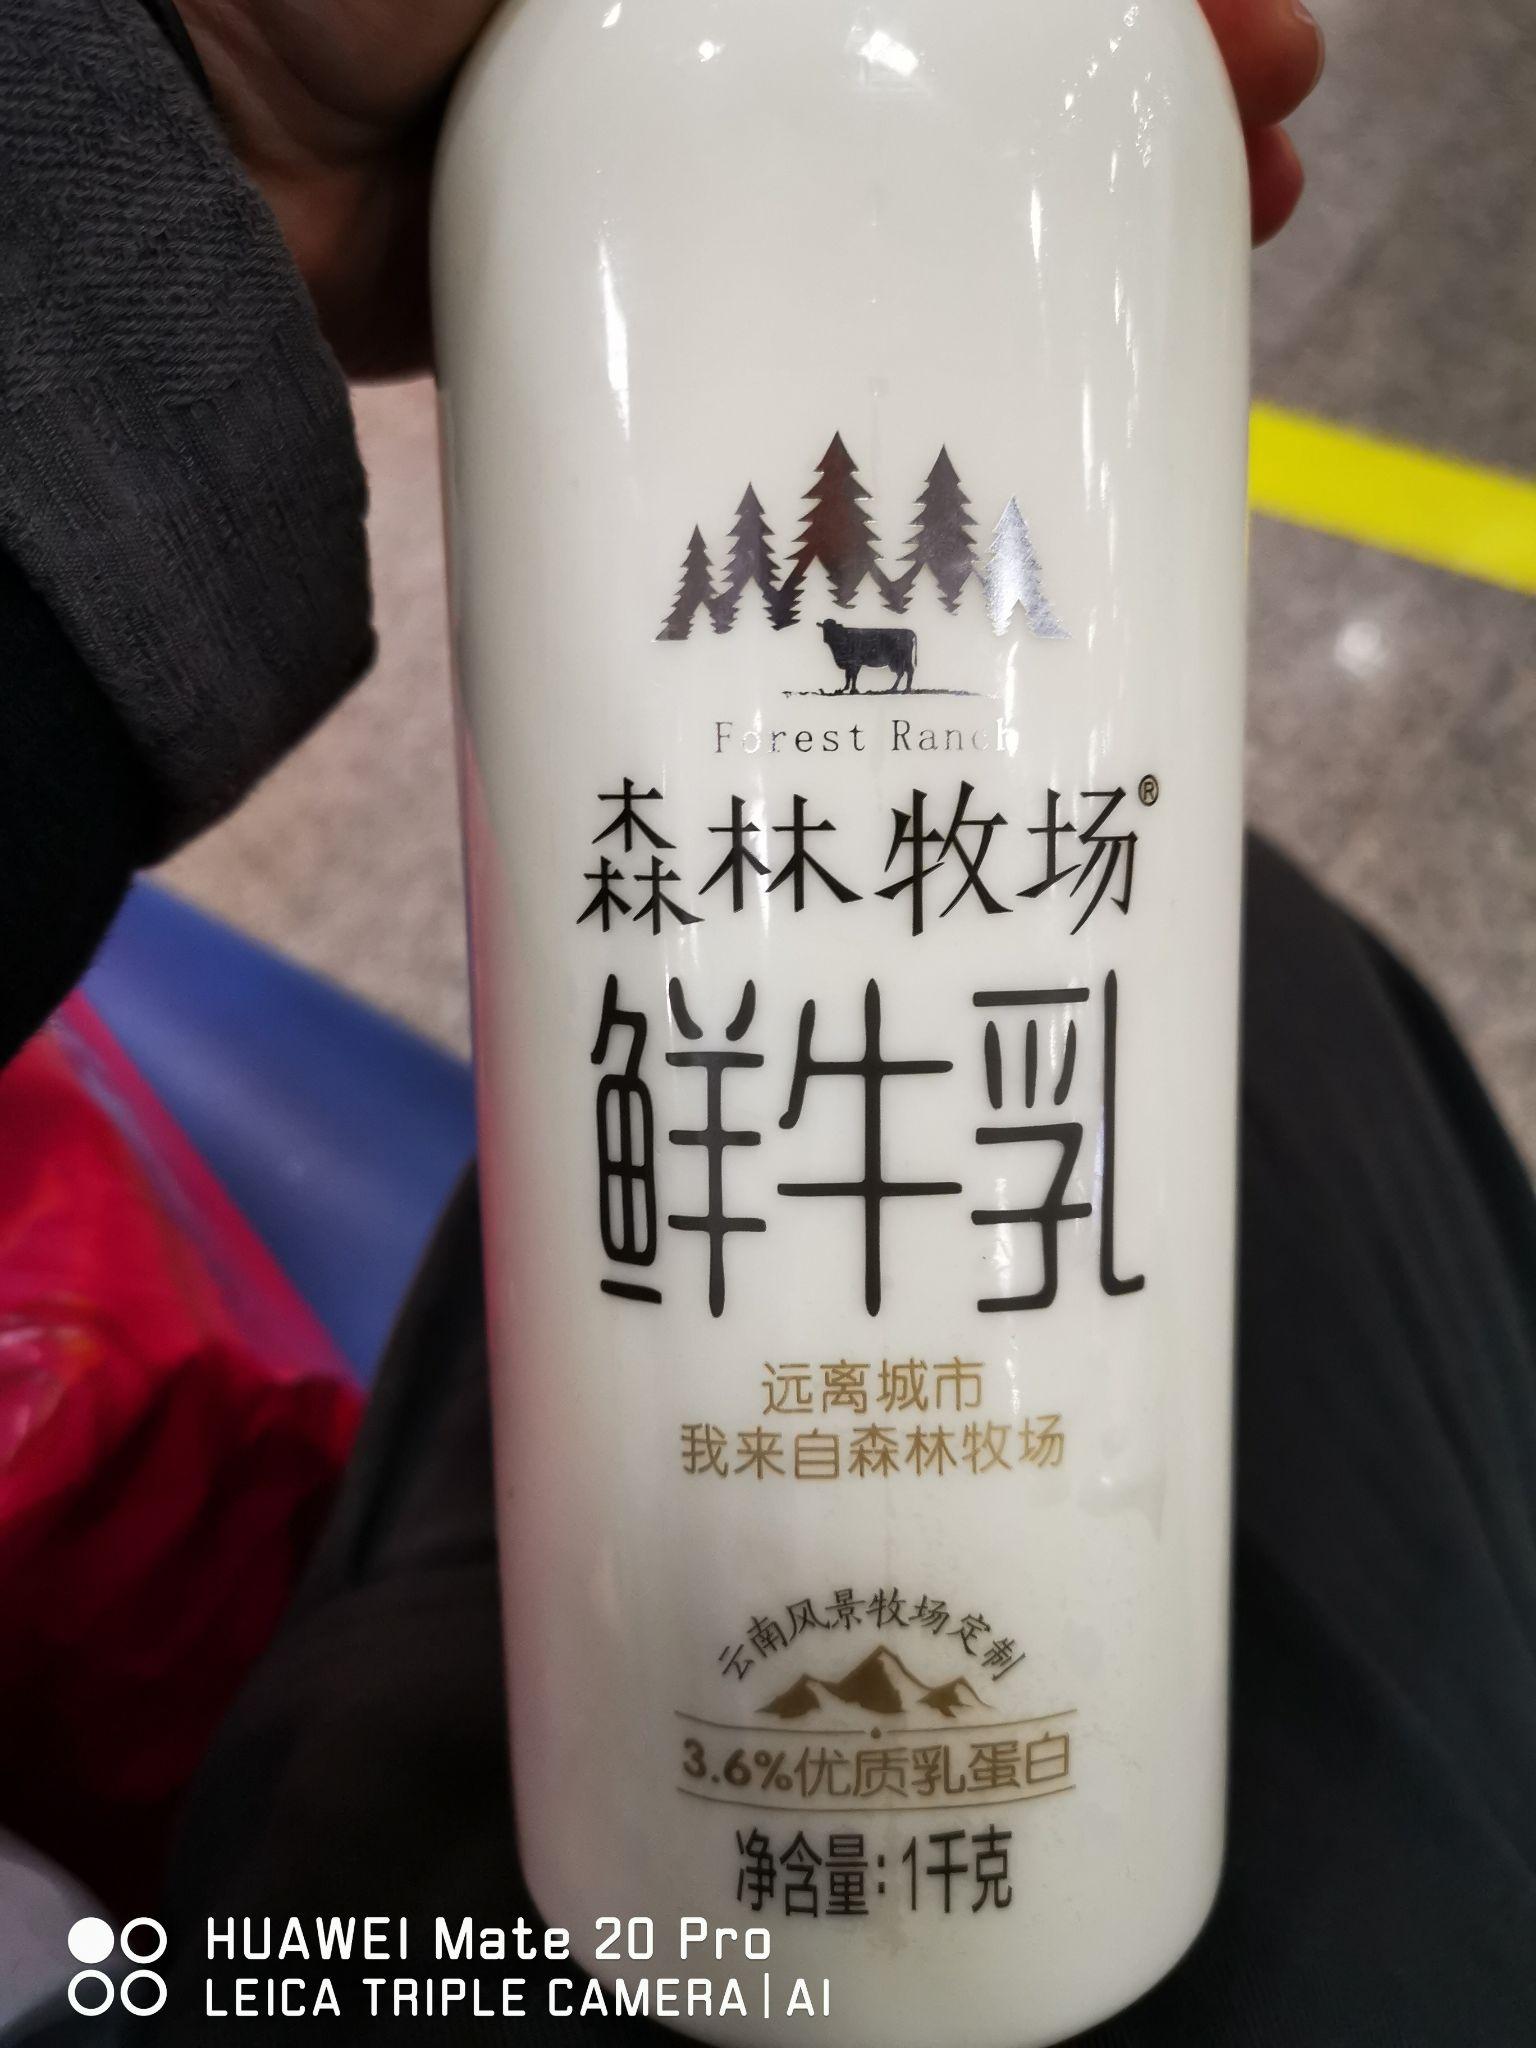 Forest Ranch
森林牧场®
鲜牛乳
远离城市
我来自森林牧场
云南风景牧场定制
3.6%优质乳蛋白
净含量:1千克
HUAWEI Mate 20 Pro
LEICA TRIPLE CAMERA|AI